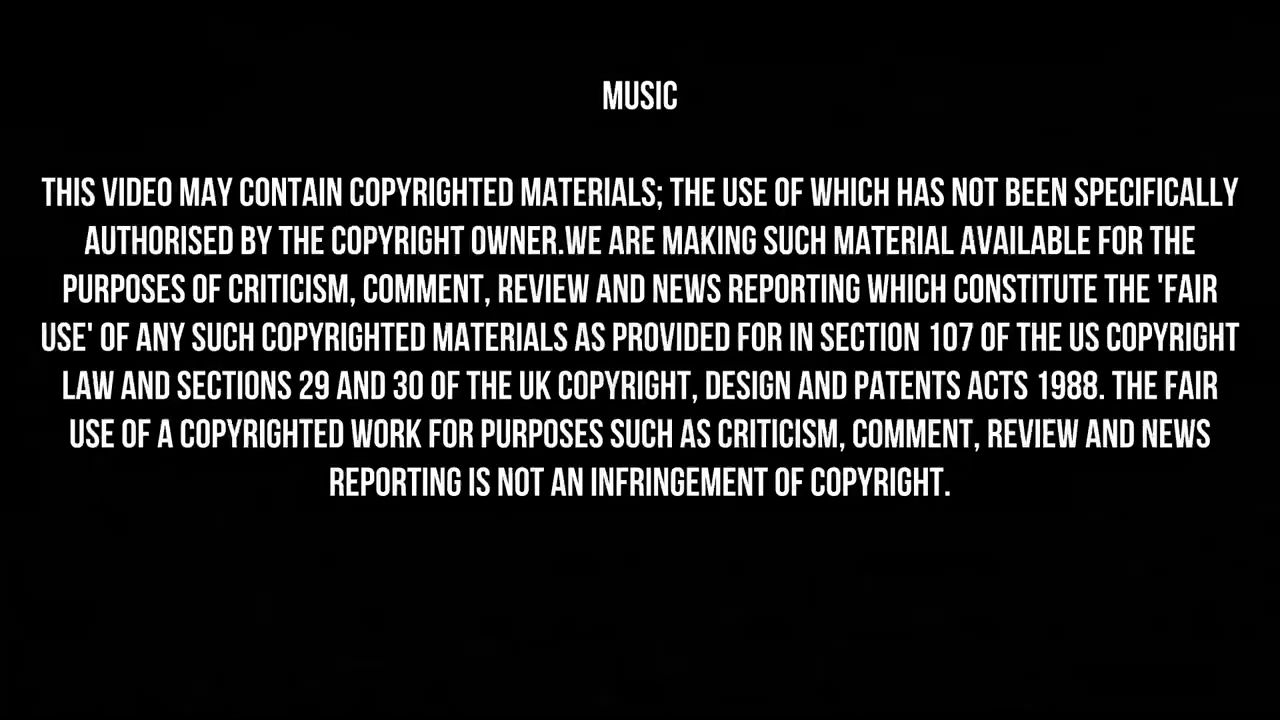 MUSIC
THIS VIDEO MAY CONTAIN COPYRIGHTED MATERIALS; THE USE OF WHICH HAS NOT BEEN SPECIFICALLY
AUTHORISED BY THE COPYRIGHT OWNER.WE ARE MAKING SUCH MATERIAL AVAILABLE FOR THE
PURPOSES OF CRITICISM, COMMENT, REVIEW AND NEWS REPORTING WHICH CONSTITUTE THE 'FAIR
USE' OF ANY SUCH COPYRIGHTED MATERIALS AS PROVIDED FOR IN SECTION 107 OF THE US COPYRIGHT
LAW AND SECTIONS 29 AND 30 OF THE UK COPYRIGHT, DESIGN AND PATENTS ACTS 1988. THE FAIR
USE OF A COPYRIGHTED WORK FOR PURPOSES SUCH AS CRITICISM, COMMENT, REVIEW AND NEWS
REPORTING IS NOT AN INFRINGEMENT OF COPYRIGHT.